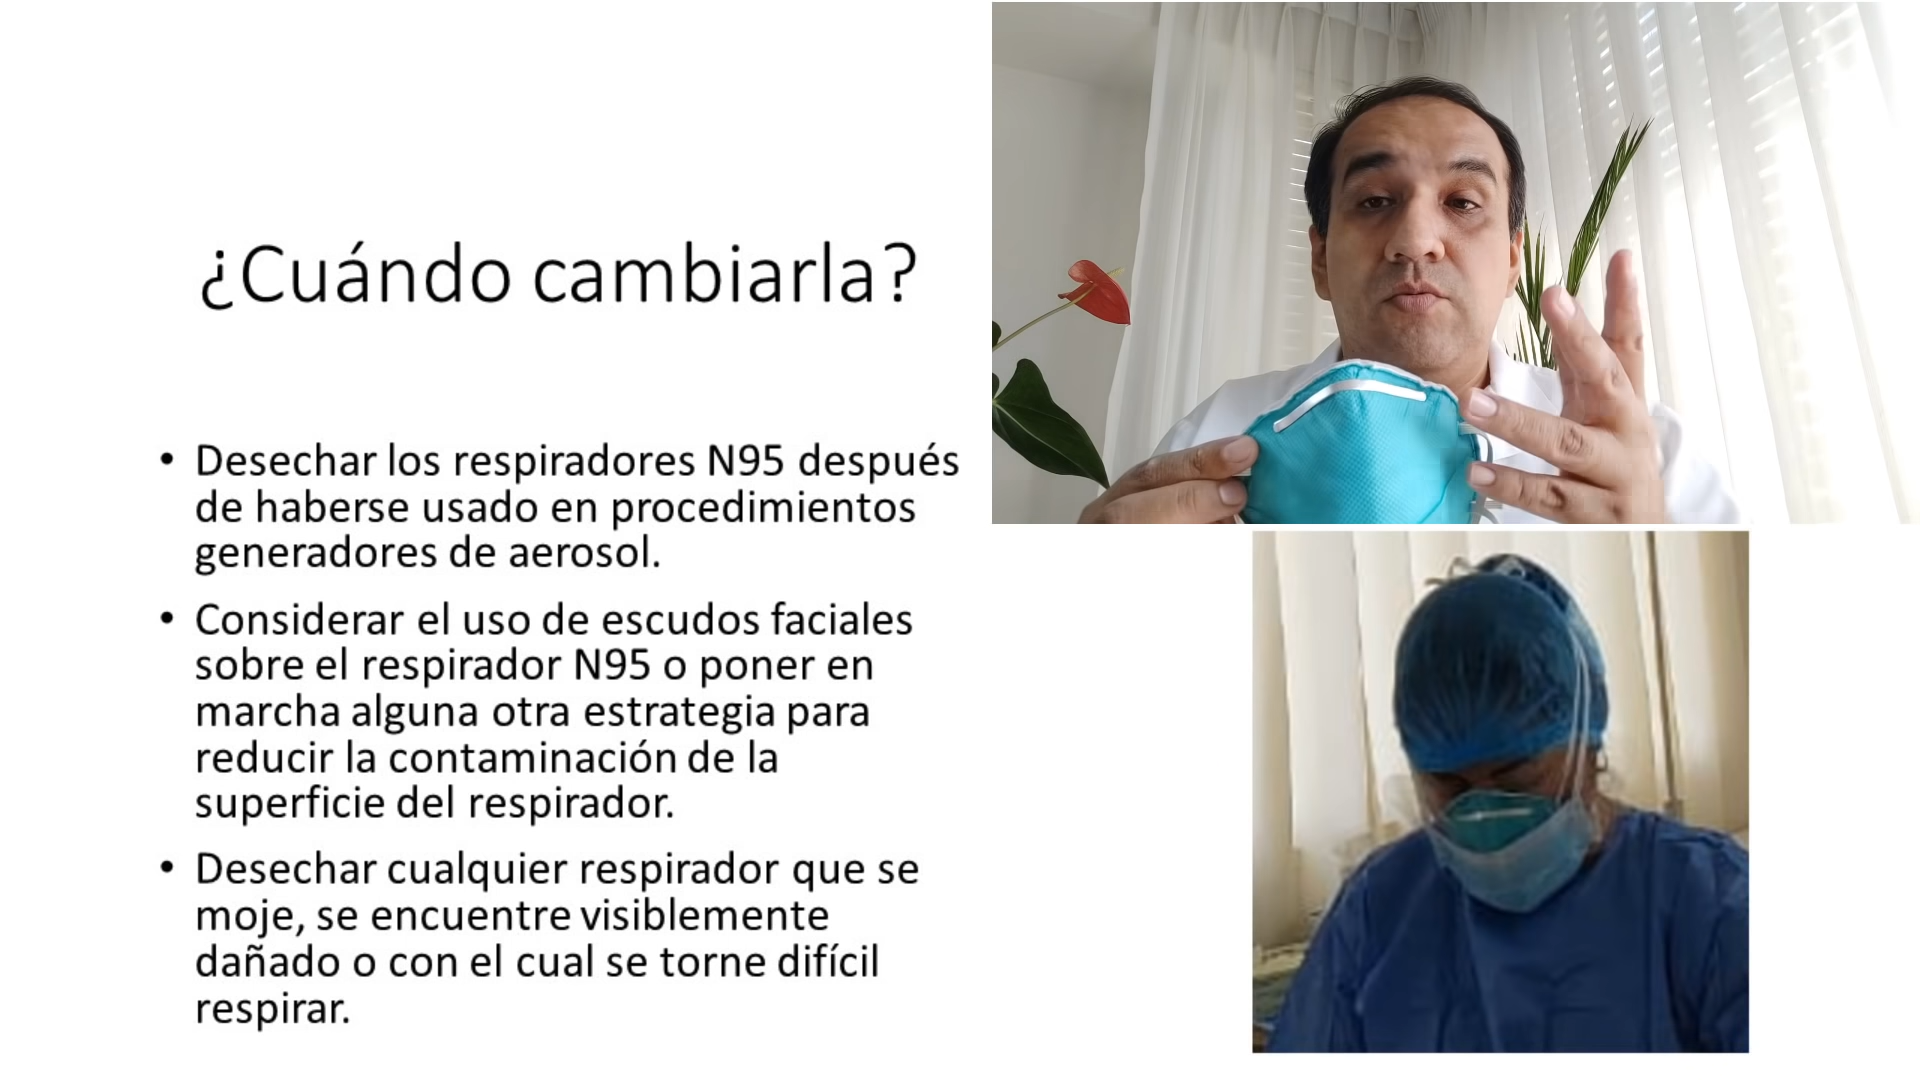 ¿Cuándo cambiarla?
• Desechar los respiradores N95 después
de haberse usado en procedimientos
generadores de aerosol.
• Considerar el uso de escudos faciales
sobre el respirador N95 o poner en
marcha alguna otra estrategia para
reducir la contaminación de la
superficie del respirador.
• Desechar cualquier respirador que se
moje, se encuentre visiblemente
dañado o con el cual se torne difícil
respirar.